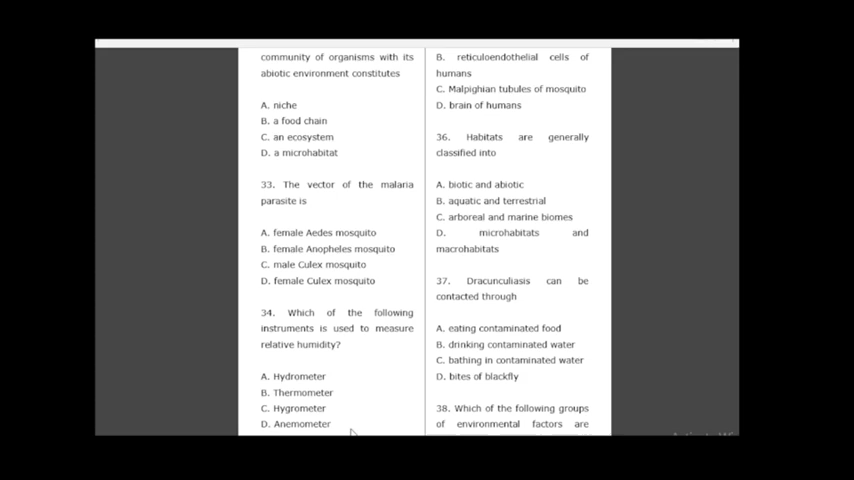 community of organisms with its
abiotic environment constitutes
A. niche
B. a food chain
C. an ecosystem
D. a microhabitat
33. The vector of the malaria
parasite is
A. female Aedes mosquito
B. female Anopheles mosquito
C. male Culex mosquito
D. female Culex mosquito
34. Which of the following
instruments is used to measure
relative humidity?
A. Hydrometer
B. Thermometer
C. Hygrometer
D. Anemometer
B. reticuloendothelial cells of
humans
C. Malpighian tubules of mosquito
D. brain of humans
36. Habitats are generally
classified into
A. biotic and abiotic
B. aquatic and terrestrial
C. arboreal and marine biomes
D. microhabitats and
macrohabitats
37. Dracunculiasis can be
contacted through
A. eating contaminated food
B. drinking contaminated water
C. bathing in contaminated water
D. bites of blackfly
38. Which of the following groups
of environmental factors are